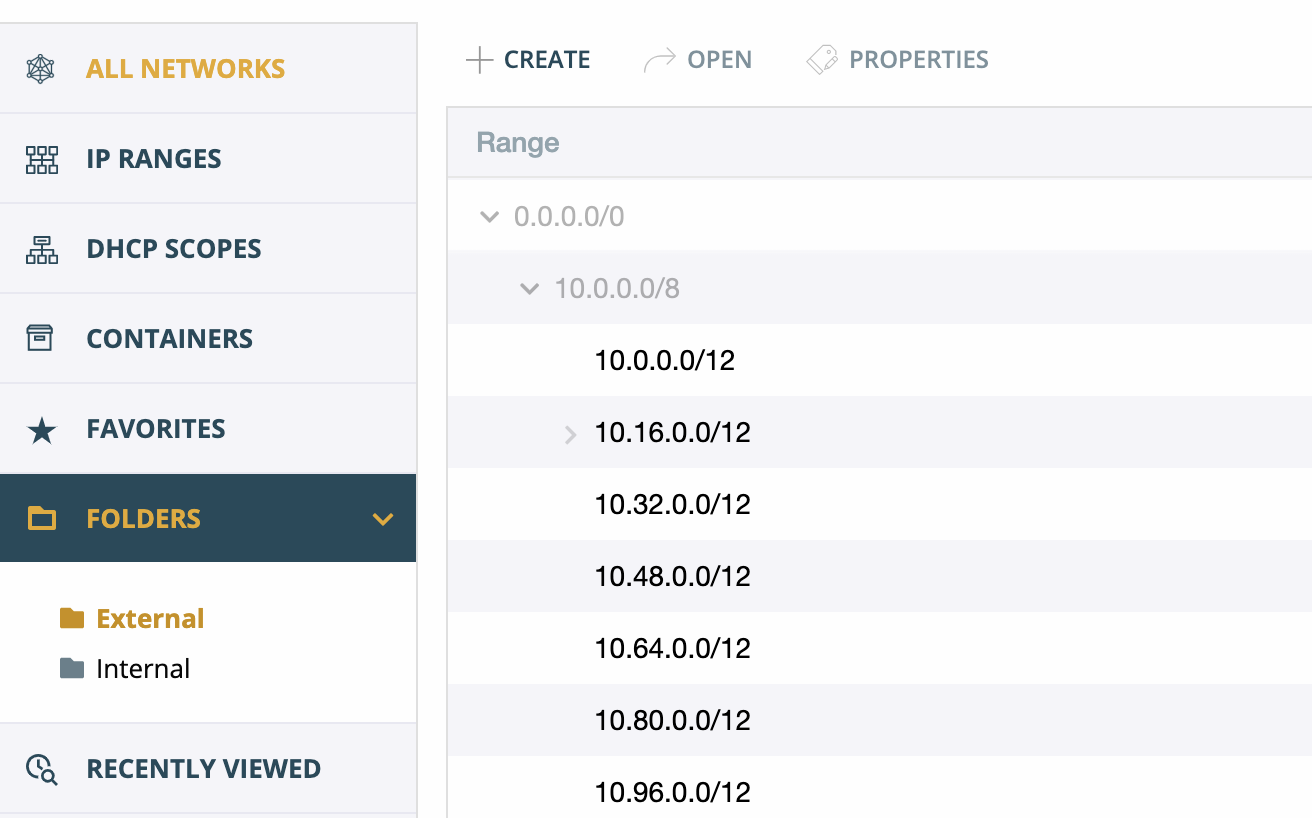 ALL NETWORKS
IP RANGES
DHCP SCOPES
CONTAINERS
FAVORITES
FOLDERS
External
Internal
RECENTLY VIEWED
CREATE OPEN PROPERTIES
Range
0.0.0.0/0
10.0.0.0/8
10.0.0.0/12
10.16.0.0/12
10.32.0.0/12
10.48.0.0/12
10.64.0.0/12
10.80.0.0/12
10.96.0.0/12